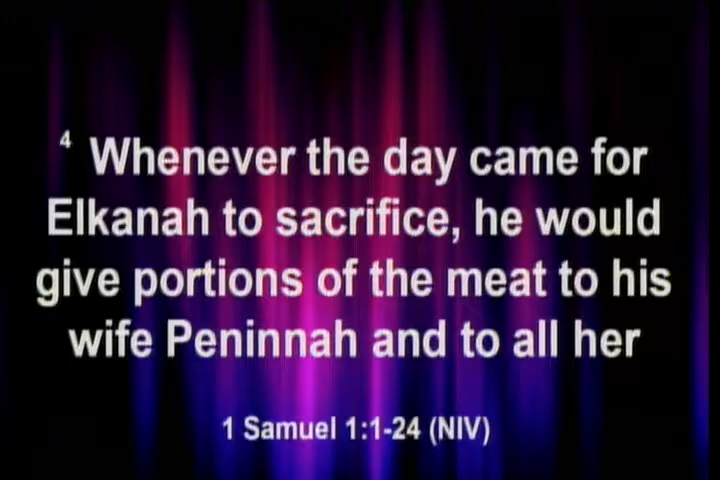 4 Whenever the day came for
Elkanah to sacrifice, he would
give portions of the meat to his
wife Peninnah and to all her
1 Samuel 1:1-24 (NIV)